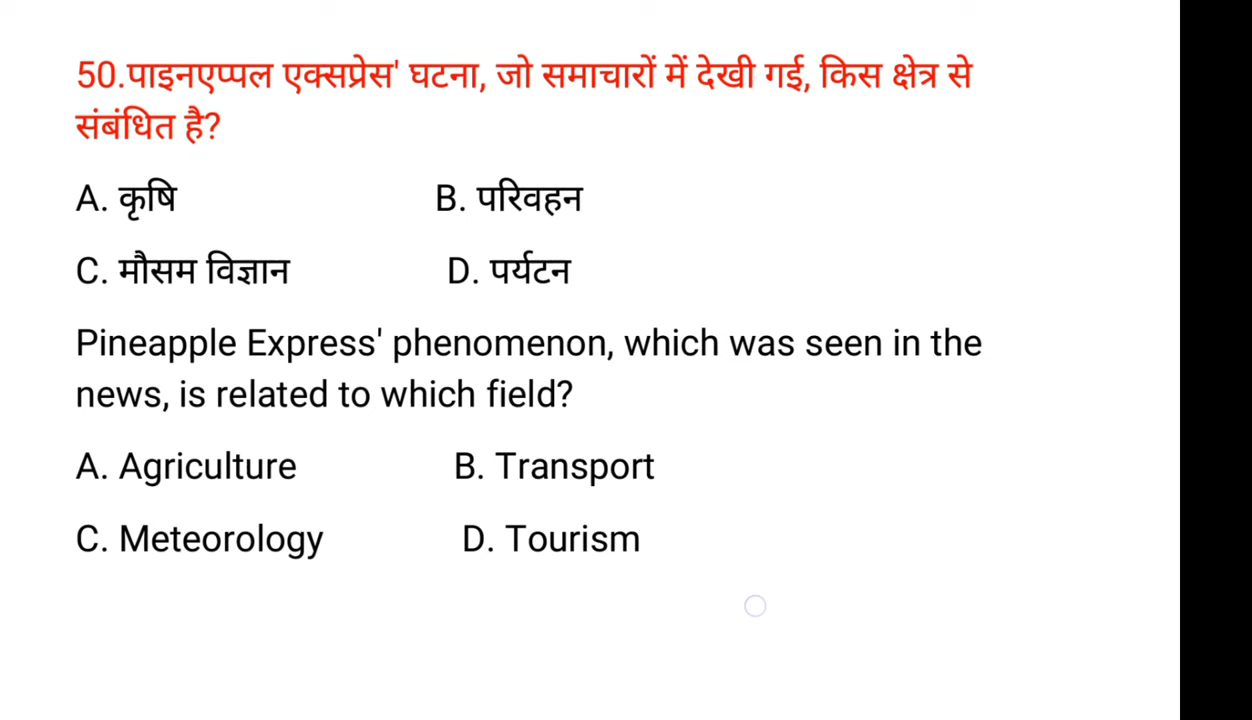 50.पाइनएप्पल एक्सप्रेस' घटना, जो समाचारों में देखी गई, किस क्षेत्र से
संबंधित है?
A. कृषि B. परिवहन
C. मौसम विज्ञान D. पर्यटन
Pineapple Express' phenomenon, which was seen in the
news, is related to which field?
A. Agriculture B. Transport
C. Meteorology D. Tourism